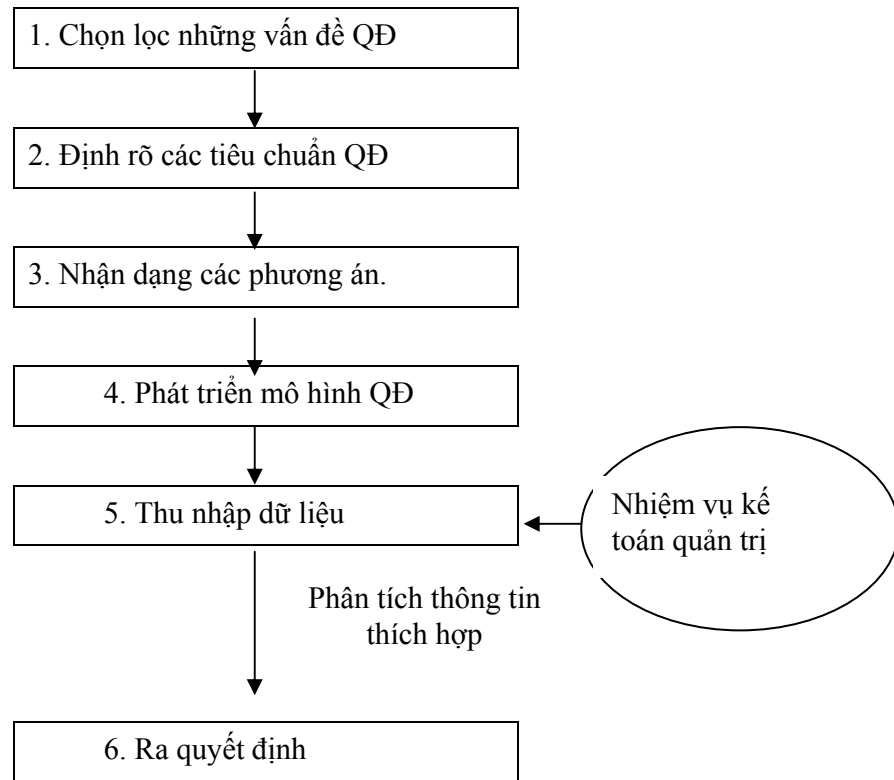 1. Chọn lọc những vấn đề QĐ
2. Định rõ các tiêu chuẩn QĐ
3. Nhận dạng các phương án.
4. Phát triển mô hình QĐ
5. Thu nhập dữ liệu
Nhiệm vụ kế
toán quản trị
Phân tích thông tin
thích hợp
6. Ra quyết định